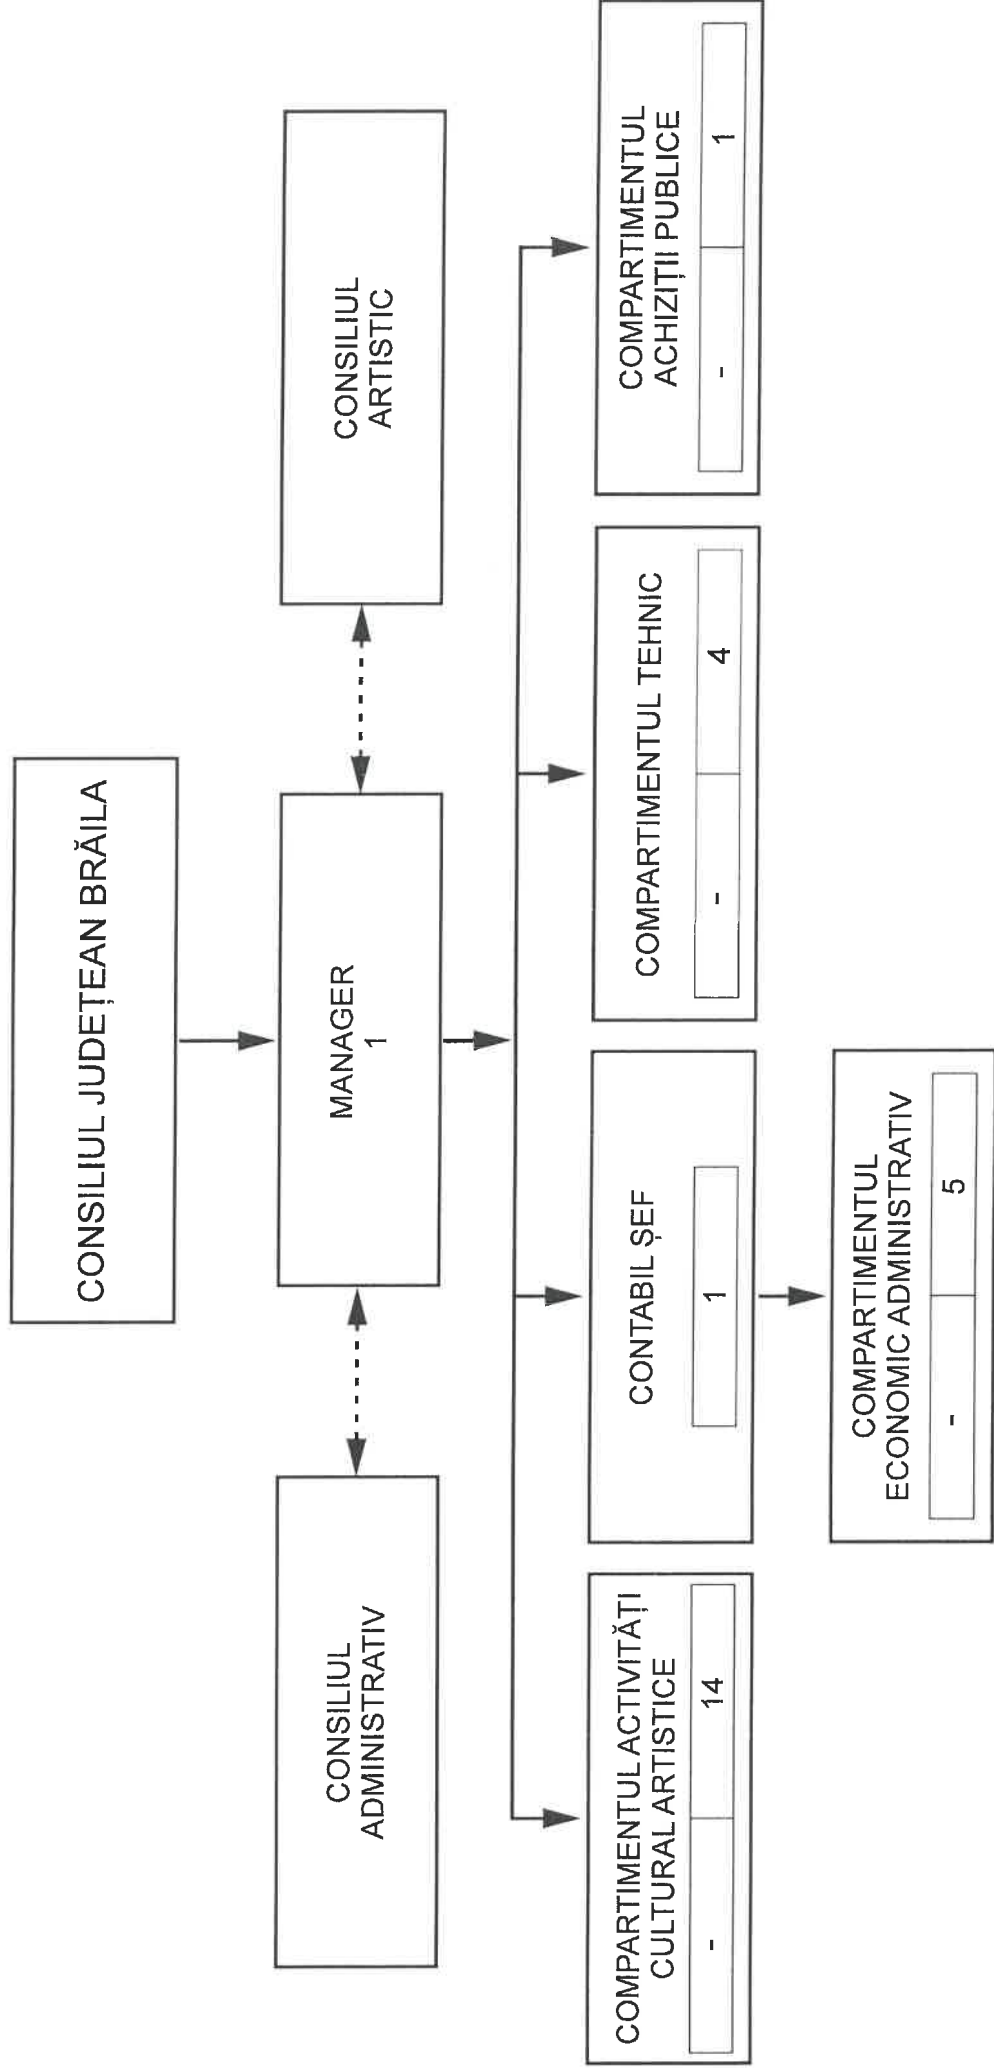 CONSILIUL JUDEȚEAN BRĂILA
CONSILIUL
ADMINISTRATIV
MANAGER
1
CONSILIUL
ARTISTIC
COMPARTIMENTUL ACTIVITĂȚI
CULTURAL ARTISTICE
- 14
CONTABIL ȘEF
1
COMPARTIMENTUL TEHNIC
- 4
COMPARTIMENTUL
ACHIZIȚII PUBLICE
- 1
COMPARTIMENTUL
ECONOMIC ADMINISTRATIV
- 5